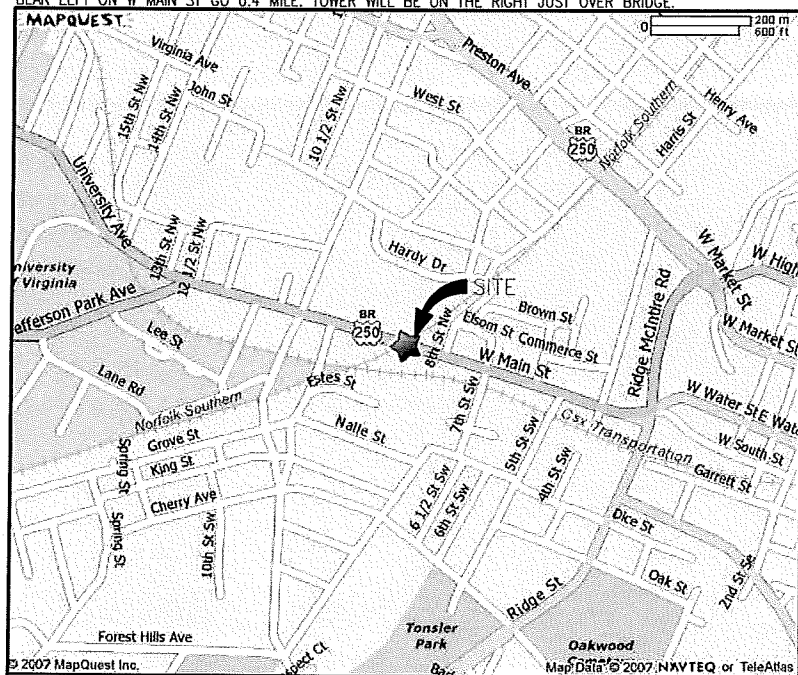 BEAR LEFT ON W MAIN ST GO 0.4 MILE. TOWER WILL BE ON THE RIGHT JUST OVER BRIDGE.
MAPQUEST
0 200 m
600 ft
Virginia Ave
John St
15th St Nw
14th St Nw
10 1/2 St Nw
West St
Preston Ave
BR
250
Norfolk Southern
Harris St
Henry Ave
University Ave
13th St Nw
12 1/2 St Nw
niversity
f Virginia
efferson Park Ave
Lee St
Lane Rd
Hardy Dr
SITE
BR
250
8th St Nw
Brown St
Elsom St
Commerce St
W Main St
Ridge McIntire Rd
W Market St
W High
W Market St
W Water St
E Wate
W South St
Garrett St
Csx Transportation
Estes St
Norfolk Southern
Nalle St
7th St Sw
5th St Sw
4th St Sw
6 1/2 St Sw
6th St Sw
Grove St
King St
Cherry Ave
Spring St
Spring St
10th St Sw
Dice St
Oak St
2nd St Se
Ridge St
Forest Hills Ave
spect Ct
Tonsler
Park
Oakwood
© 2007 MapQuest Inc.
Map Data © 2007 NAVTEQ or TeleAtlas